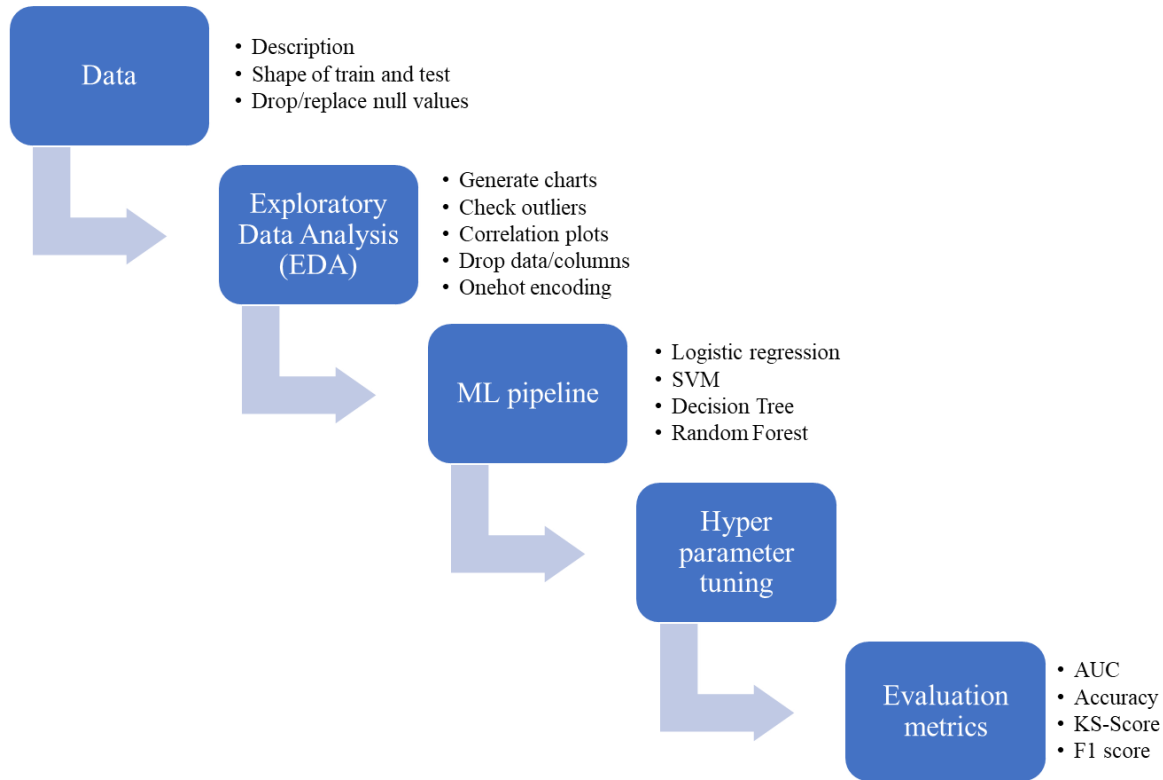 Data
• Description
• Shape of train and test
• Drop/replace null values
Exploratory
Data Analysis
(EDA)
• Generate charts
• Check outliers
• Correlation plots
• Drop data/columns
• Onehot encoding
ML pipeline
• Logistic regression
• SVM
• Decision Tree
• Random Forest
Hyper
parameter
tuning
Evaluation
metrics
• AUC
• Accuracy
• KS-Score
• F1 score